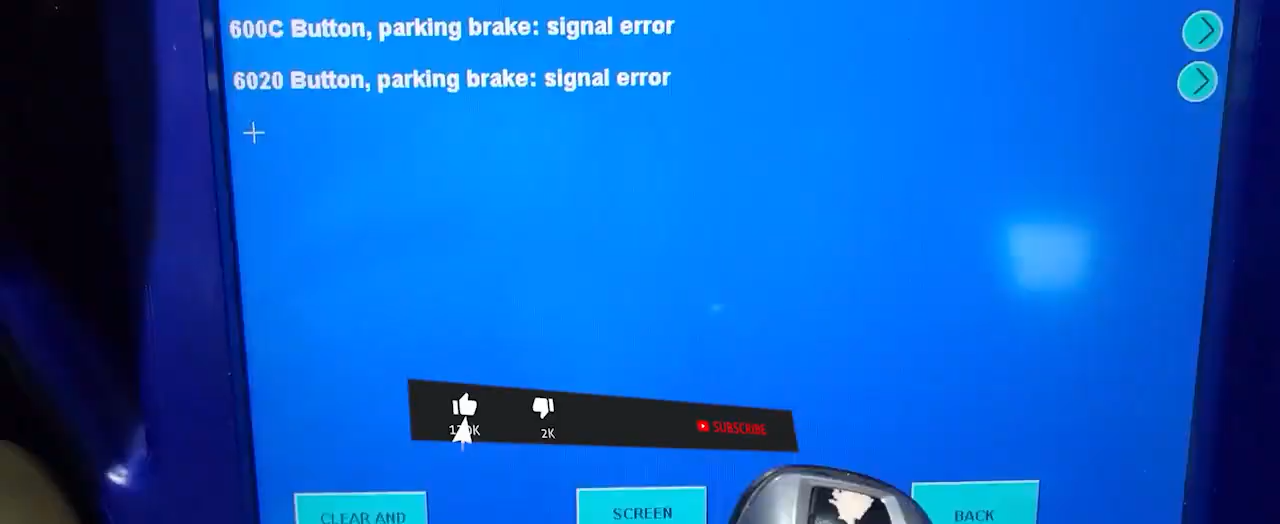 600C Button, parking brake: signal error
6020 Button, parking brake: signal error
2K
SUBSCRIBE
CLEAR AND
SCREEN
BACK